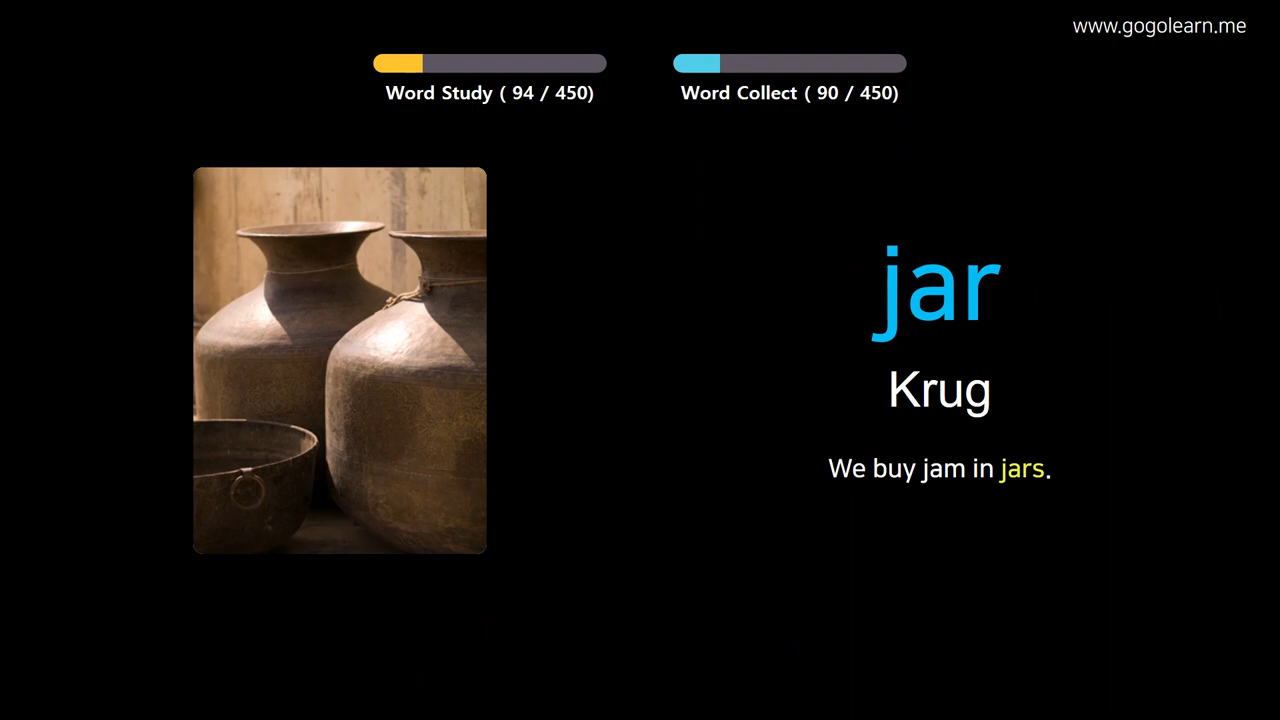 www.gogolearn.me
Word Study ( 94 / 450)
Word Collect ( 90 / 450)
jar
Krug
We buy jam in jars.